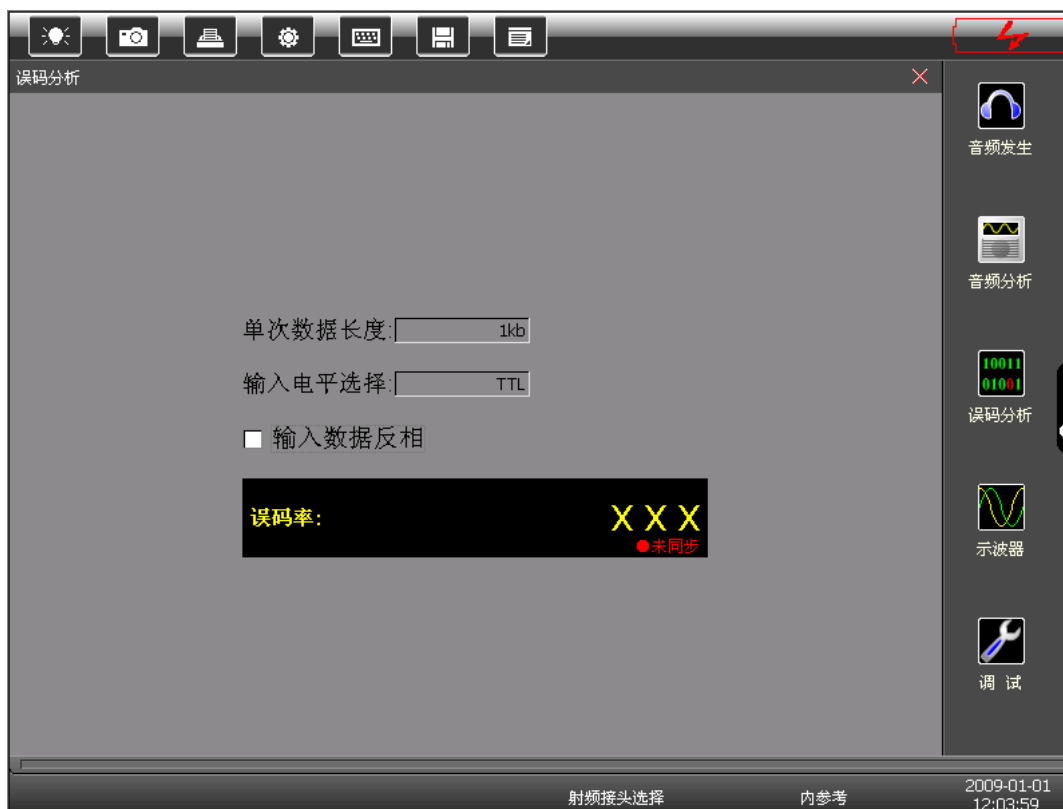 误码分析
音频发生
音频分析
单次数据长度: 1kb
输入电平选择: TTL
10011
01001
误码分析
输入数据反相
误码率: X X X
未同步
示波器
调 试
射频接头选择
内参考
2009-01-01
12:03:59